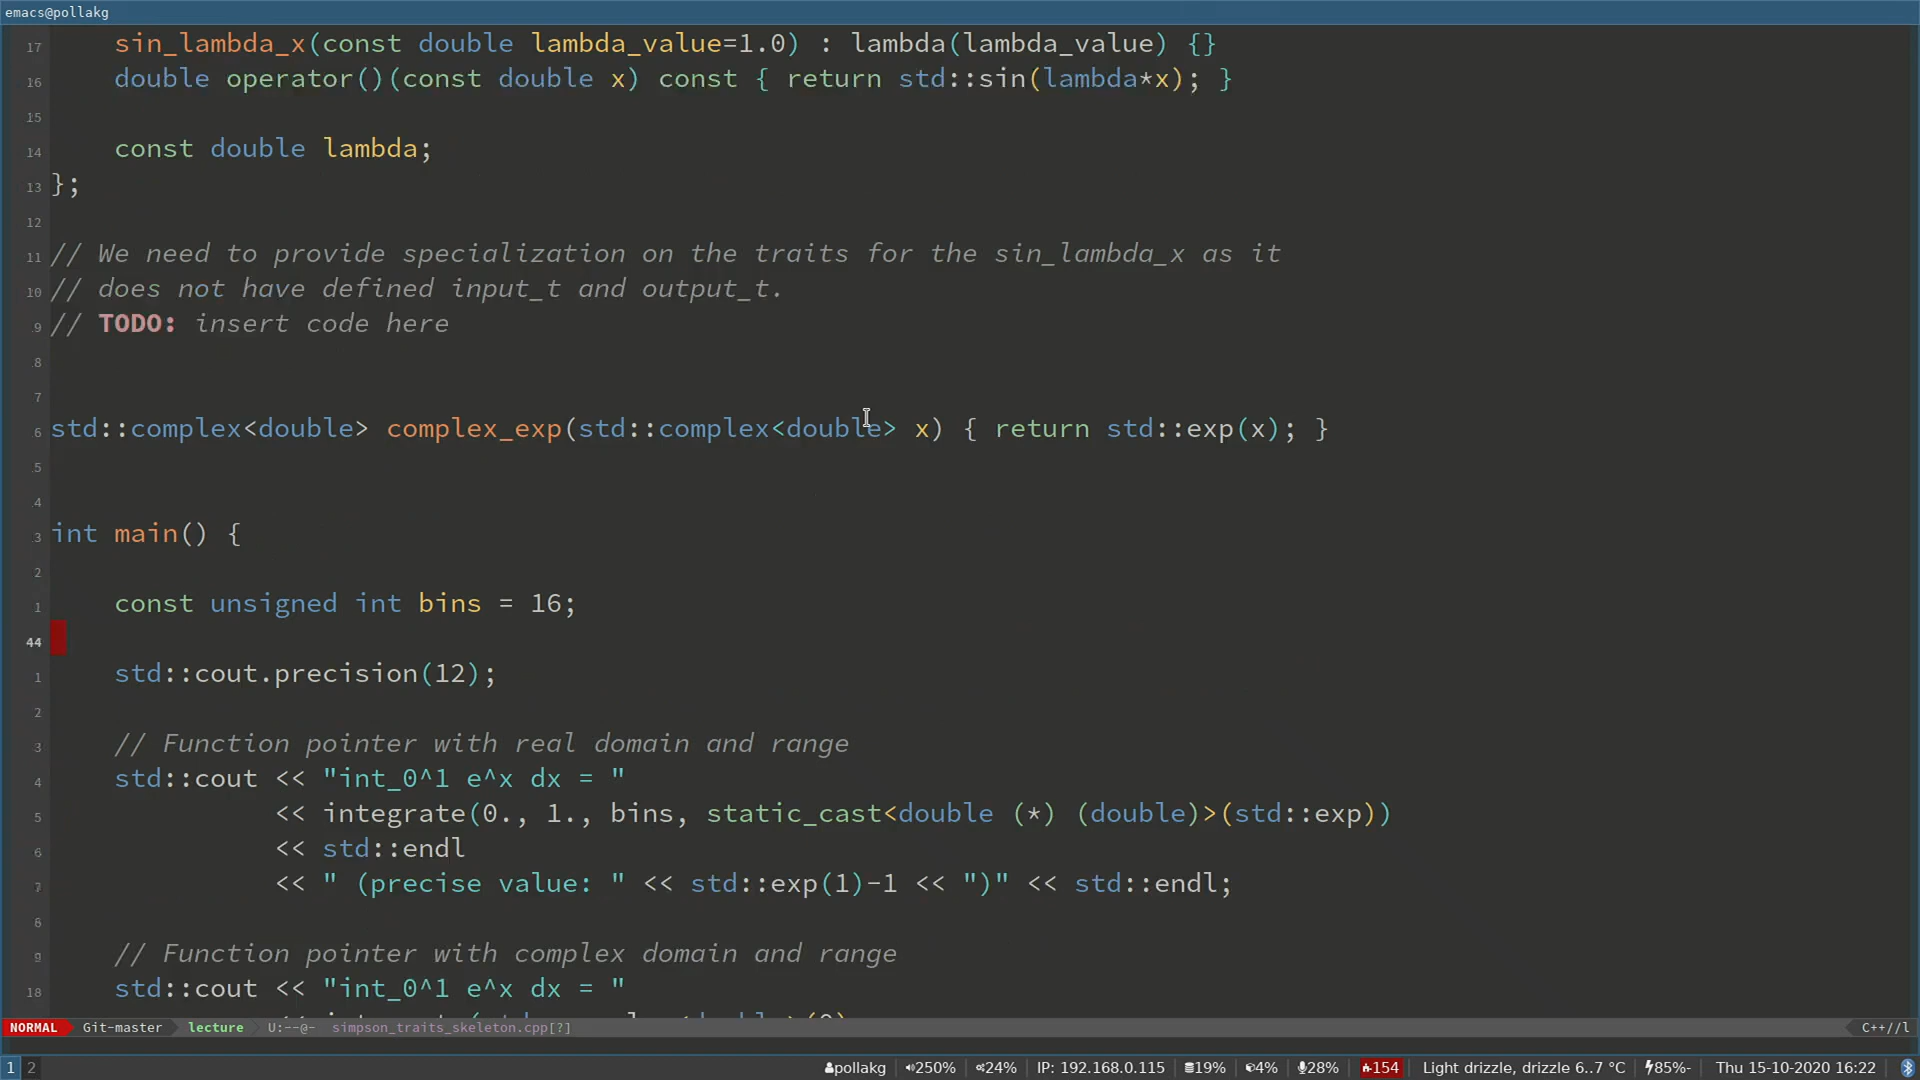 emacs@pollakg
17 sin_lambda_x(const double lambda_value=1.0) : lambda(lambda_value) {}
16 double operator()(const double x) const { return std::sin(lambda*x); }
15
14 const double lambda;
13 };
12
11 // We need to provide specialization on the traits for the sin_lambda_x as it
10 // does not have defined input_t and output_t.
9 // TODO: insert code here
8
7
6 std::complex<double> complex_exp(std::complex<double> x) { return std::exp(x); }
5
4
3 int main() {
2
1 const unsigned int bins = 16;
44
1 std::cout.precision(12);
2
3 // Function pointer with real domain and range
4 std::cout << "int_0^1 e^x dx = "
5 << integrate(0., 1., bins, static_cast<double (*) (double)>(std::exp))
6 << std::endl
7 << " (precise value: " << std::exp(1)-1 << ")" << std::endl;
8
9 // Function pointer with complex domain and range
18 std::cout << "int_0^1 e^x dx = "
NORMAL Git-master lecture U:--@- simpson_traits_skeleton.cpp[?] C++//l
1 2 pollakg 250% 24% IP: 192.168.0.115 19% 4% 28% 154 Light drizzle, drizzle 6..7 °C 85%- Thu 15-10-2020 16:22